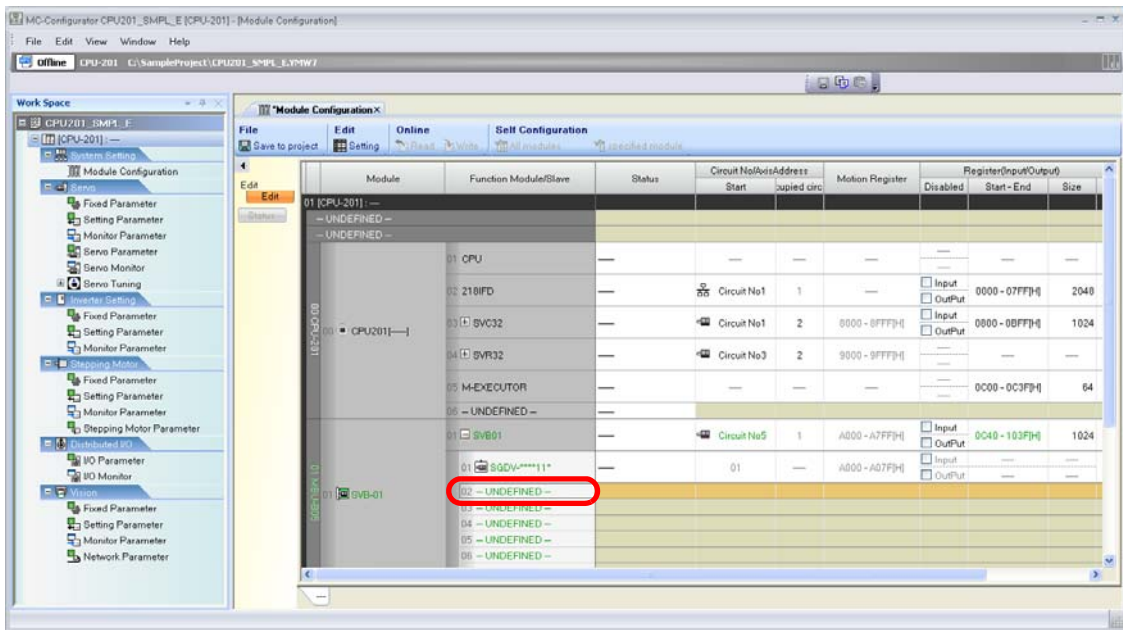 MC-Configurator CPU201_SMPL_E [CPU-201] - [Module Configuration]
File Edit View Window Help
Offline CPU-201 C:\SampleProject\CPU201_SMPL_E.YMW7
Work Space
*Module Configuration×
CPU201_SMPL_E
[CPU-201] : —
System Setting
Module Configuration
Servo
Fixed Parameter
Setting Parameter
Monitor Parameter
Servo Parameter
Servo Monitor
Servo Tuning
Inverter Setting
Fixed Parameter
Setting Parameter
Monitor Parameter
Stepping Motor
Fixed Parameter
Setting Parameter
Monitor Parameter
Stepping Motor Parameter
Distributed I/O
I/O Parameter
I/O Monitor
Vision
Fixed Parameter
Setting Parameter
Monitor Parameter
Network Parameter
File Edit Online Self Configuration
Save to project Setting Read Write All modules specified module
Edit
Edit
Status
Module Function Module/Slave Status Circuit No/AxisAddress Motion Register Register(Input/Output)
Start cupied circ Disabled Start - End Size
01 [CPU-201] : —
-- UNDEFINED --
-- UNDEFINED --
00 CPU-201
00 CPU201[----]
01 CPU — — — — — — —
02 218IFD — Circuit No1 1 — Input OutPut 0000 - 07FF[H] 2048
03 SVC32 — Circuit No1 2 8000 - 8FFF[H] Input OutPut 0800 - 0BFF[H] 1024
04 SVR32 — Circuit No3 2 9000 - 9FFF[H] — — —
05 M-EXECUTOR — — — — — 0C00 - 0C3F[H] 64
06 -- UNDEFINED -- —
01 MBU-B05
01 SVB-01
01 SVB01 — Circuit No5 1 A000 - A7FF[H] Input OutPut 0C40 - 103F[H] 1024
01 SGDV-****11* — 01 — A000 - A07F[H] Input OutPut — —
02 -- UNDEFINED --
03 -- UNDEFINED --
04 -- UNDEFINED --
05 -- UNDEFINED --
06 -- UNDEFINED --